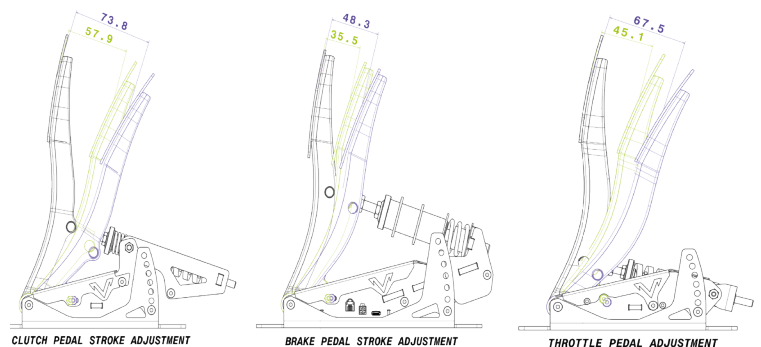 73.8
57.9
48.3
35.5
67.5
45.1
CLUTCH PEDAL STROKE ADJUSTMENT
BRAKE PEDAL STROKE ADJUSTMENT
THROTTLE PEDAL ADJUSTMENT